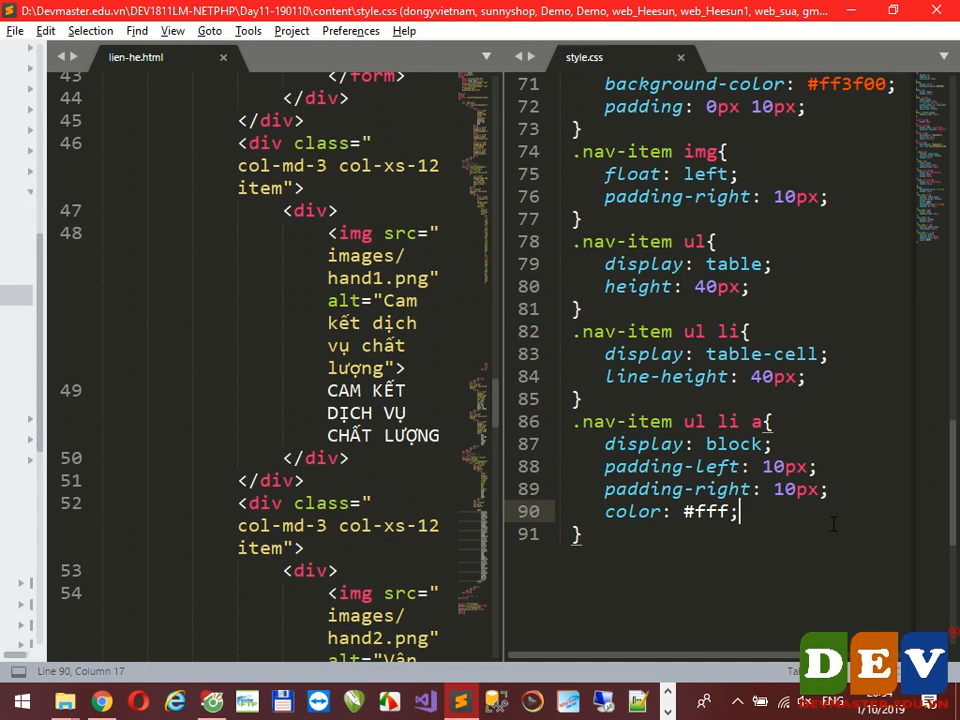 D:\Devmaster.edu.vn\DEV1811LM-NETPHP\Day11-190110\content\style.css (dongyvietnam, sunnyshop, Demo, Demo, web_Heesun, web_Heesun1, web_sua, gm...
File Edit Selection Find View Goto Tools Project Preferences Help
lien-he.html
style.css
43 </form>
44 </div>
45 </div>
46 <div class="
col-md-3 col-xs-12
item">
47 <div>
48 <img src="
images/
hand1.png"
alt="Cam
kết dịch
vụ chất
lượng">
49 CAM KẾT
DỊCH VỤ
CHẤT LƯỢNG
50 </div>
51 </div>
52 <div class="
col-md-3 col-xs-12
item">
53 <div>
54 <img src="
images/
hand2.png"
alt="Vận
71 background-color: #ff3f00;
72 padding: 0px 10px;
73 }
74 .nav-item img{
75 float: left;
76 padding-right: 10px;
77 }
78 .nav-item ul{
79 display: table;
80 height: 40px;
81 }
82 .nav-item ul li{
83 display: table-cell;
84 line-height: 40px;
85 }
86 .nav-item ul li a{
87 display: block;
88 padding-left: 10px;
89 padding-right: 10px;
90 color: #fff;
91 }
Line 90, Column 17
DEV
WWW.DEVMASTER.EDU.VN
ENG
1/10/2019